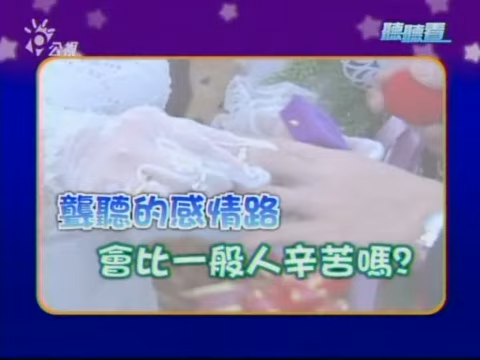 公視
聽聽看
聾聽的感情路
會比一般人辛苦嗎?